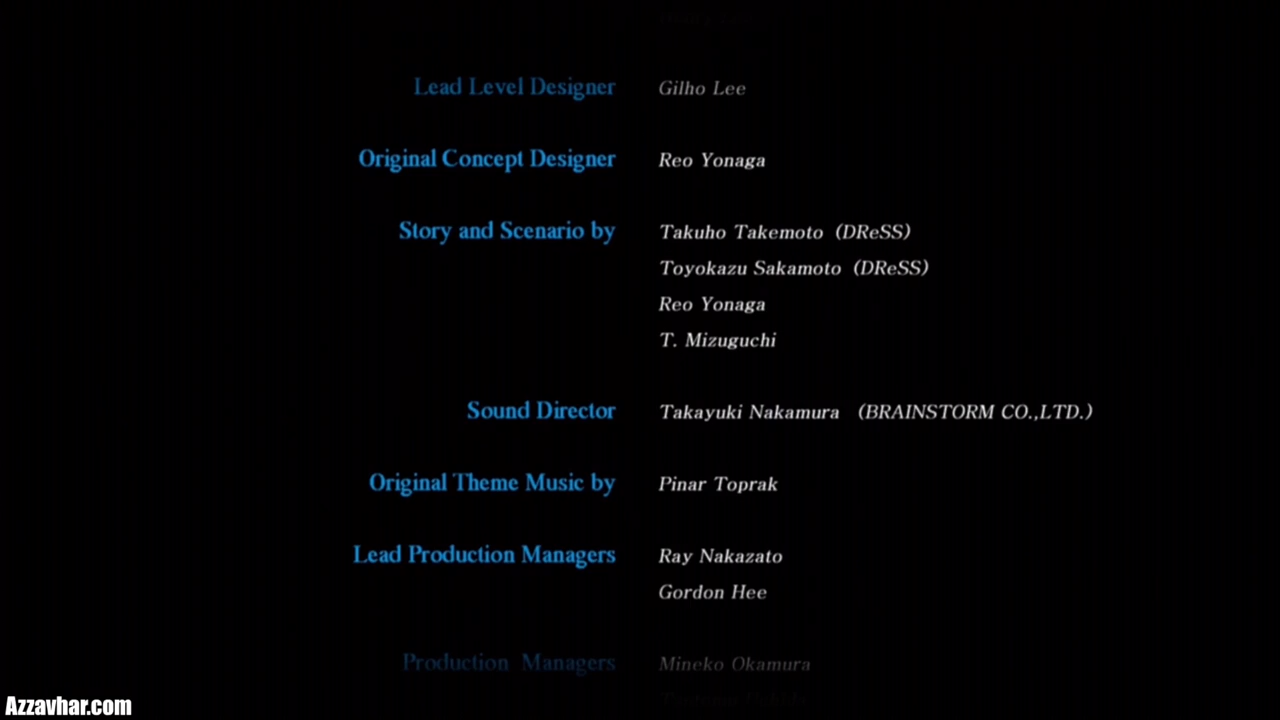 Lead Level Designer Gilho Lee
Original Concept Designer Reo Yonaga
Story and Scenario by Takuho Takemoto (DReSS)
Toyokazu Sakamoto (DReSS)
Reo Yonaga
T. Mizuguchi
Sound Director Takayuki Nakamura (BRAINSTORM CO.,LTD.)
Original Theme Music by Pinar Toprak
Lead Production Managers Ray Nakazato
Gordon Hee
Production Managers Mineko Okamura
Azzavhar.com